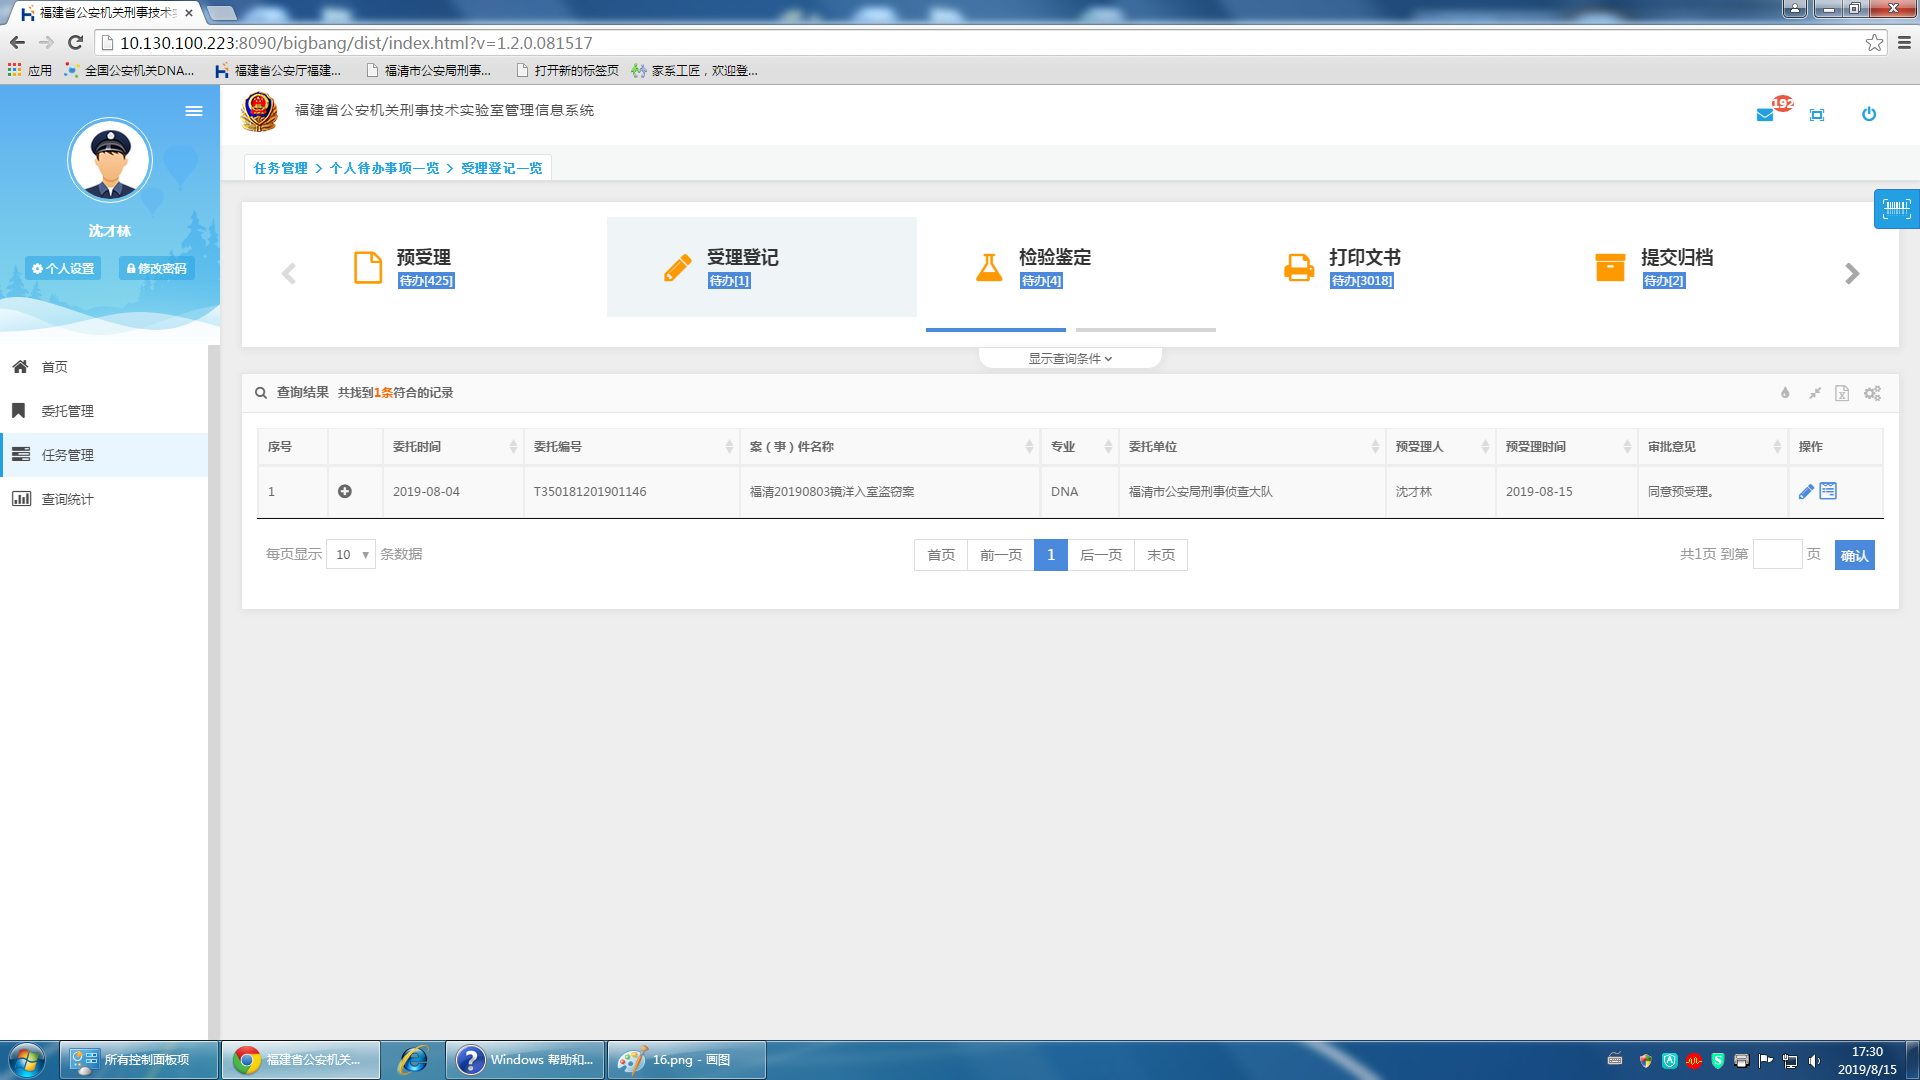 福建省公安机关刑事技术
10.130.100.223:8090/bigbang/dist/index.html?v=1.2.0.081517
应用 全国公安机关DNA... 福建省公安厅福建... 福清市公安局刑事... 打开新的标签页 家系工匠，欢迎登...
福建省公安机关刑事技术实验室管理信息系统
192
沈才林
个人设置 修改密码
首页
委托管理
任务管理
查询统计
任务管理 > 个人待办事项一览 > 受理登记一览
预受理
待办[425]
受理登记
待办[1]
检验鉴定
待办[4]
打印文书
待办[3018]
提交归档
待办[2]
显示查询条件
查询结果 共找到1条符合的记录
序号 委托时间 委托编号 案（事）件名称 专业 委托单位 预受理人 预受理时间 审批意见 操作
1 2019-08-04 T350181201901146 福清20190803镜洋入室盗窃案 DNA 福清市公安局刑事侦查大队 沈才林 2019-08-15 同意预受理。
每页显示 10 条数据
首页 前一页 1 后一页 末页
共1页 到第 页 确认
所有控制面板项 福建省公安机关... Windows 帮助和... 16.png - 画图
17:30
2019/8/15